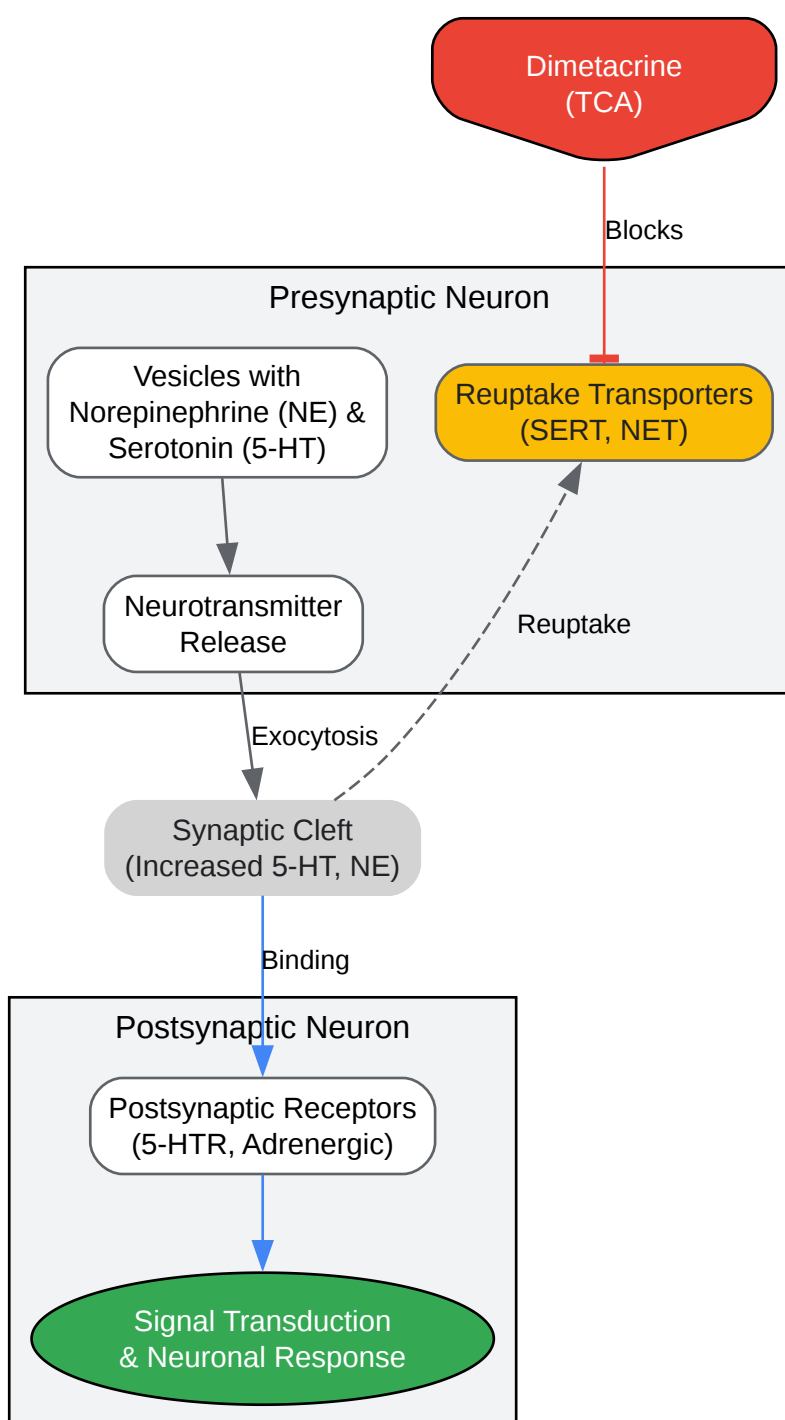 Dimetacrine
(TCA)
Blocks
Presynaptic Neuron
Vesicles with
Norepinephrine (NE) &
Serotonin (5-HT)
Reuptake Transporters
(SERT, NET)
Neurotransmitter
Release
Reuptake
Exocytosis
Synaptic Cleft
(Increased 5-HT, NE)
Binding
Postsynaptic Neuron
Postsynaptic Receptors
(5-HTR, Adrenergic)
Signal Transduction
& Neuronal Response